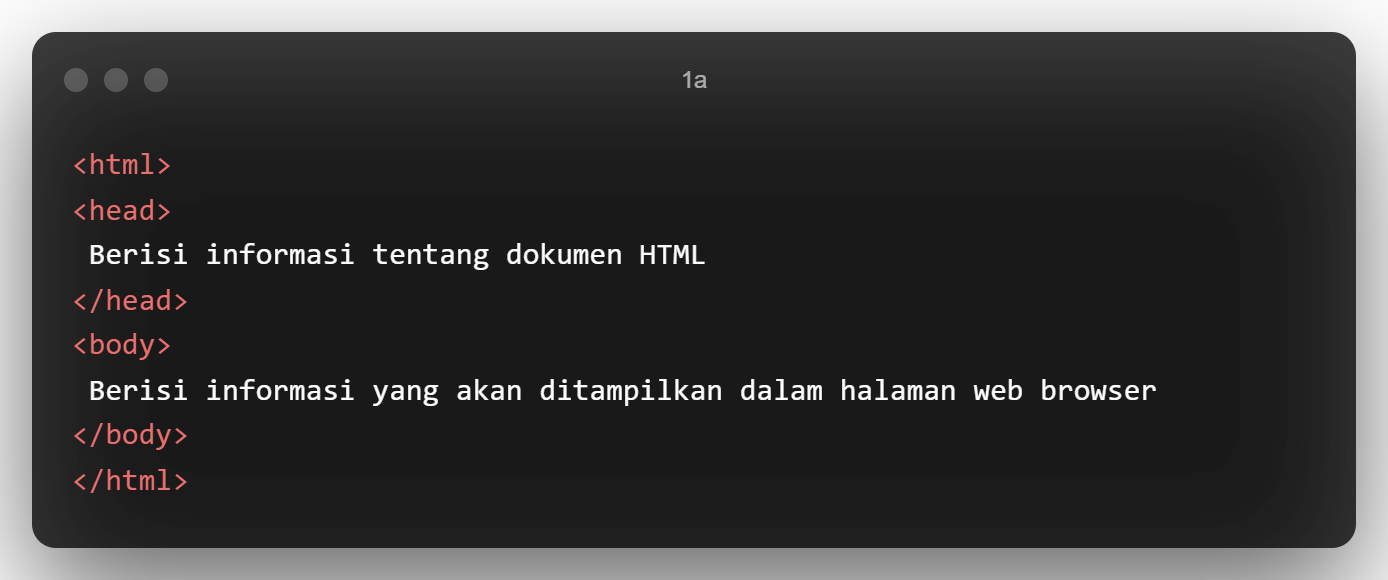 1a
<html>
<head>
 Berisi informasi tentang dokumen HTML
</head>
<body>
 Berisi informasi yang akan ditampilkan dalam halaman web browser
</body>
</html>